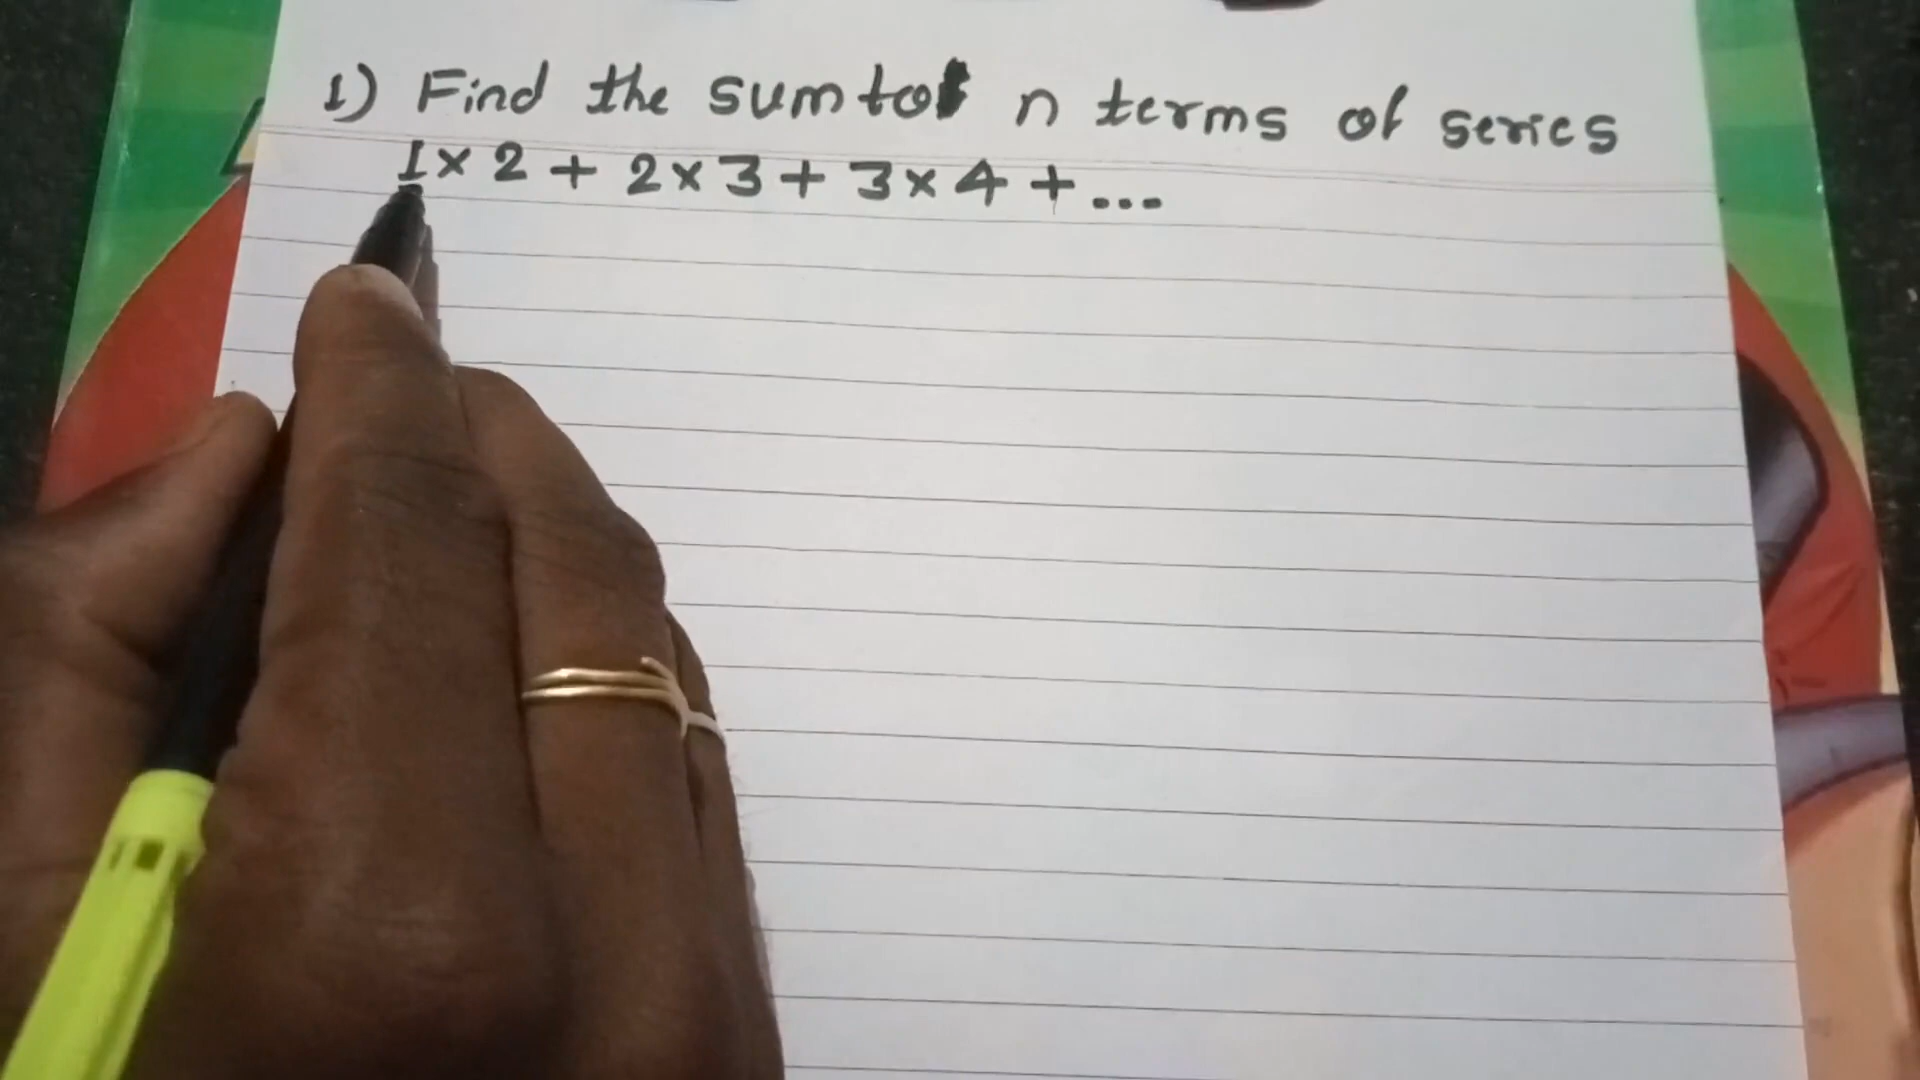 1) Find the sum to n terms of series
1 × 2 + 2 × 3 + 3 × 4 + ...